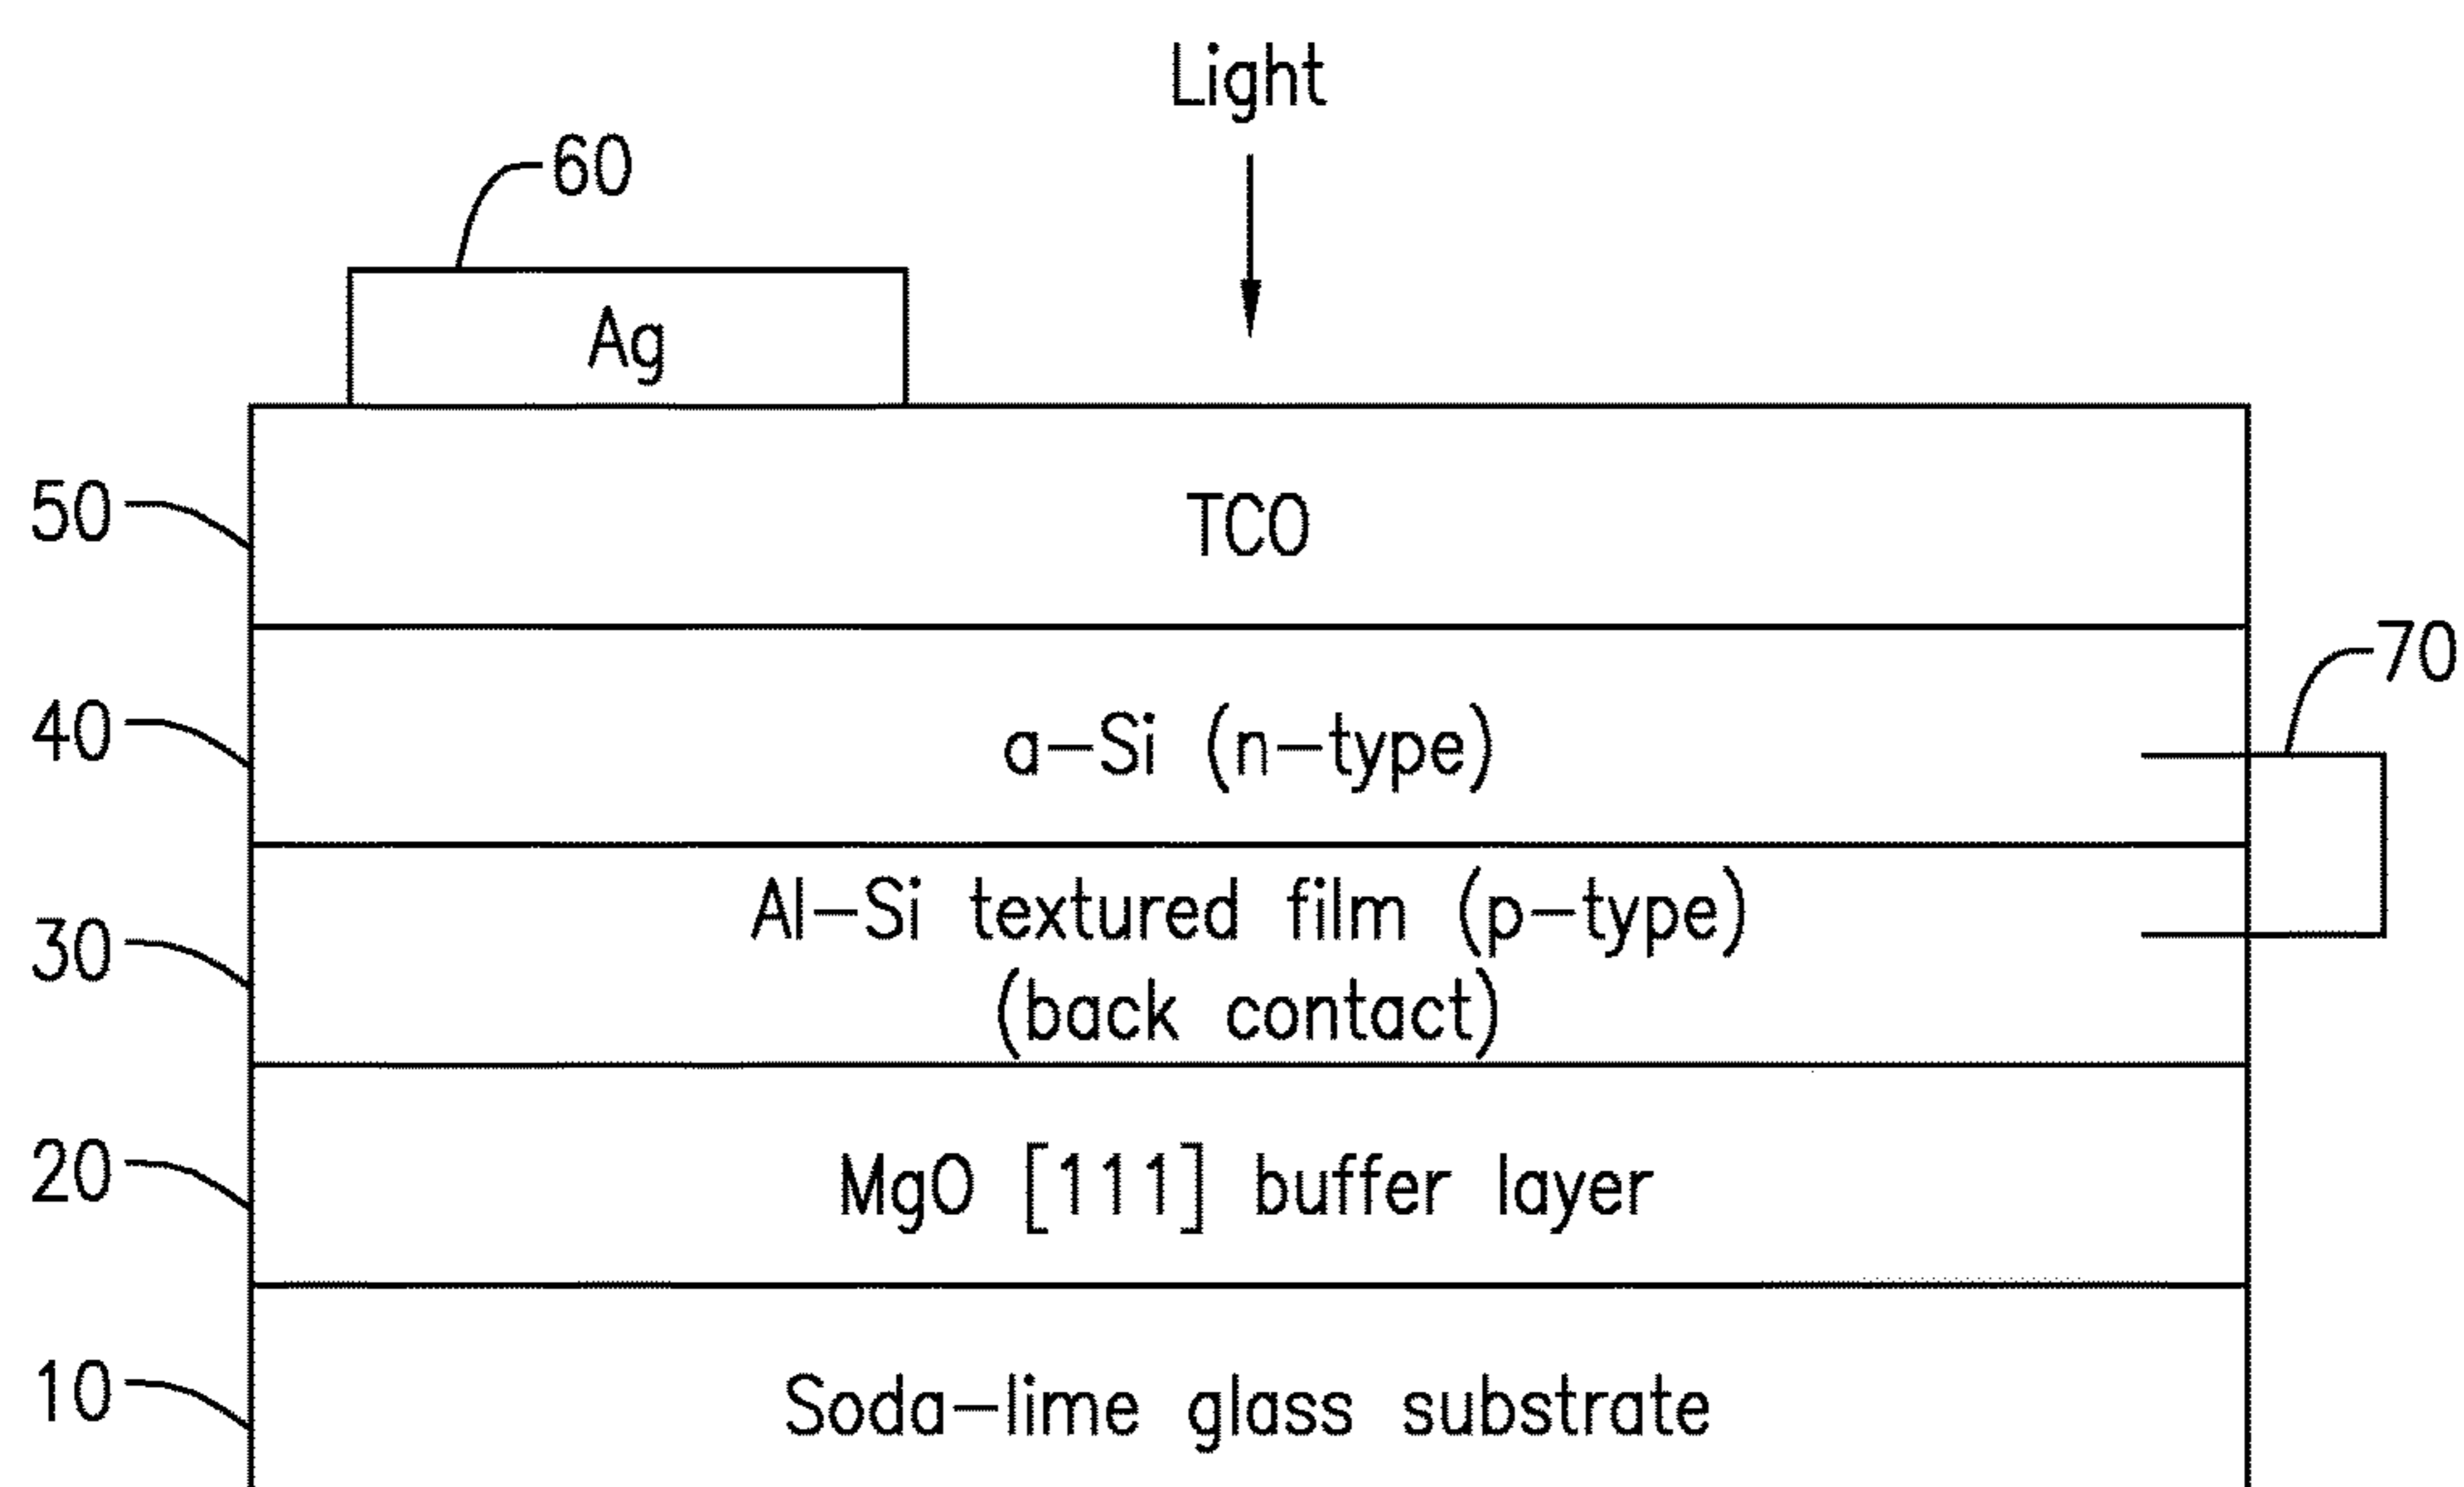 Light
60
Ag
50
TCO
70
40
a-Si (n-type)
Al-Si textured film (p-type)
30
(back contact)
20
MgO [111] buffer layer
10
Soda-lime glass substrate